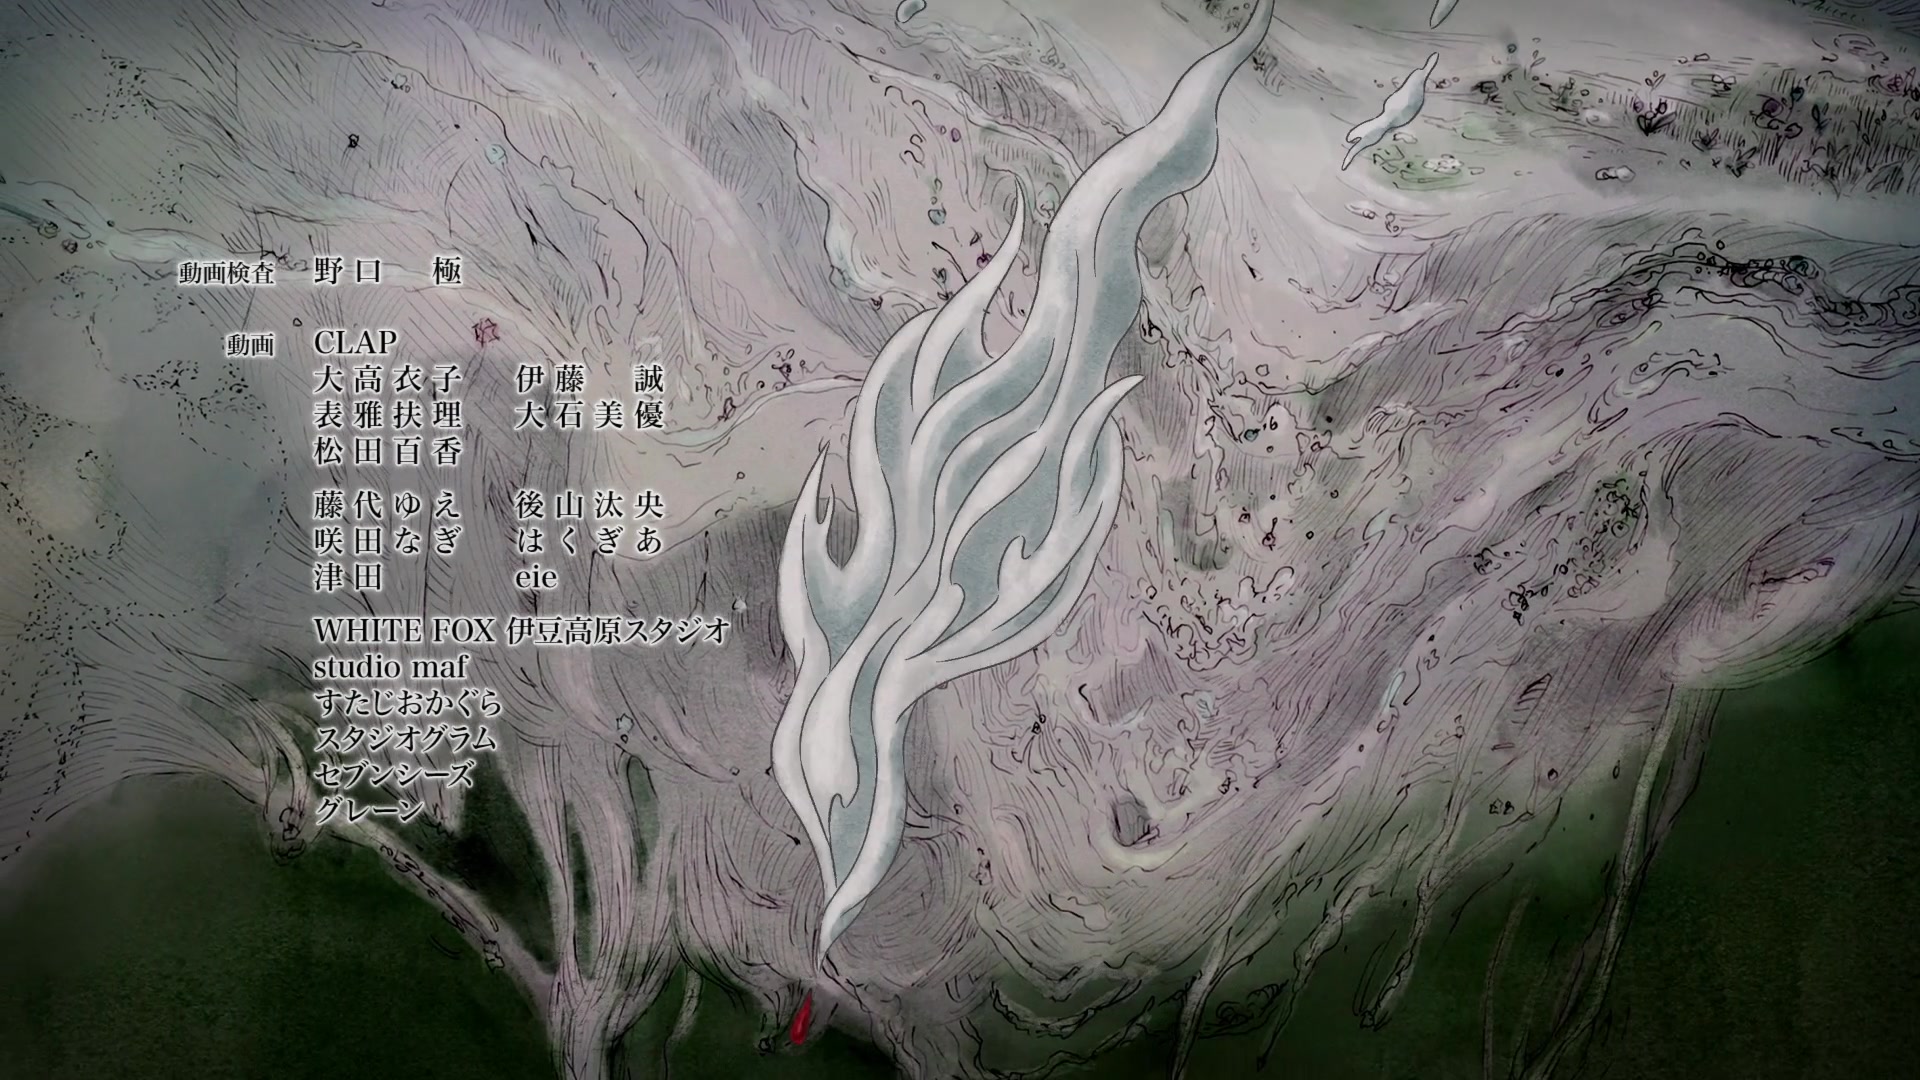 動画検査 野口 極
動画 CLAP
大高衣子 伊藤 誠
表雅扶理 大石美優
松田百香
藤代ゆえ 後山汰央
咲田なぎ はくぎあ
津田 eie
WHITE FOX 伊豆高原スタジオ
studio maf
すたじおかぐら
スタジオグラム
セブンシーズ
グレーン